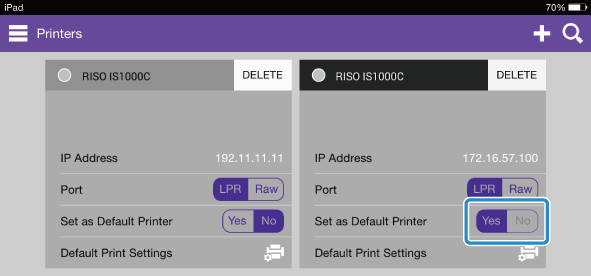 iPad 70%
Printers
RISO IS1000C DELETE
IP Address 192.11.11.11
Port LPR Raw
Set as Default Printer Yes No
Default Print Settings
RISO IS1000C DELETE
IP Address 172.16.57.100
Port LPR Raw
Set as Default Printer Yes No
Default Print Settings